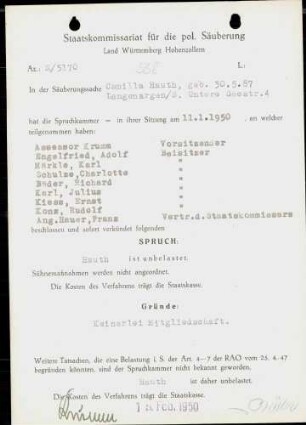 Staatskommissariat für die pol. Säuberung
Land Württemberg Hohenzollern
Az. 2/5170 L:
In der Säuberungssache Camilla Hauth, geb. 30.5.87
Langenargen/B. Untere Seestr.4
hat die Spruchkammer – in ihrer Sitzung am 11.1.1950 , an welcher
teilgenommen haben:
Assessor Krumm Vorsitzender
Engelfried, Adolf Beisitzer
Märkle, Karl "
Schulze,Charlotte "
Bader, Richard "
Karl, Julius "
Kiess, Ernst "
Konz, Rudolf "
Ang.Hauer,Franz Vertr.d.Staatskommissars
beschlossen und sofort verkündet folgenden
SPRUCH:
Hauth ist unbelastet.
Sühnemaßnahmen werden nicht angeordnet.
Die Kosten des Verfahrens trägt die Staatskasse.
Gründe:
Keinerlei Mitgliedschaft.
Weitere Tatsachen, die eine Belastung i. S. der Art. 4–7 der RAO vom 25. 4. 47
begründen könnten, sind der Spruchkammer nicht bekannt geworden.
Hauth ist daher unbelastet.
Die Kosten des Verfahrens trägt die Staatskasse.
Krumm 15. FEB. 1950